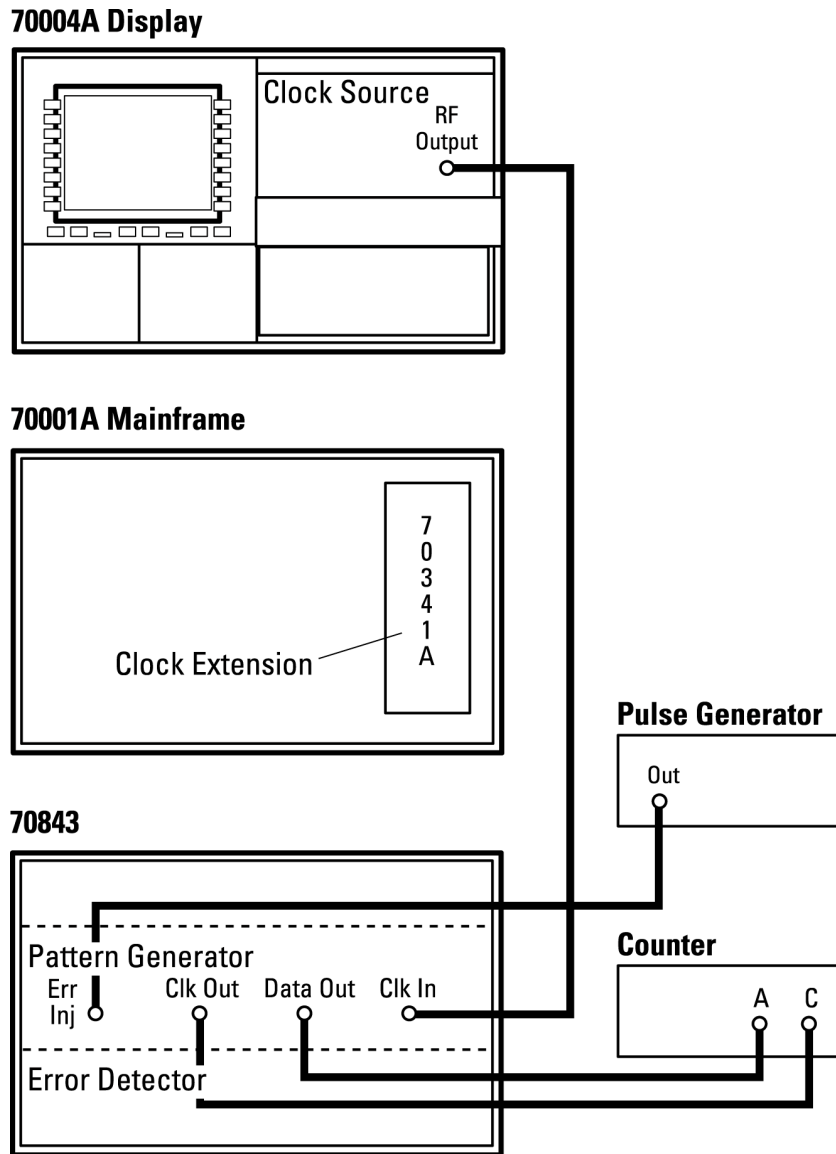 70004A Display
Clock Source
RF
Output
70001A Mainframe
7
0
3
4
1
A
Clock Extension
Pulse Generator
Out
70843
Pattern Generator
Err
Inj
Clk Out
Data Out
Clk In
Counter
A
C
Error Detector